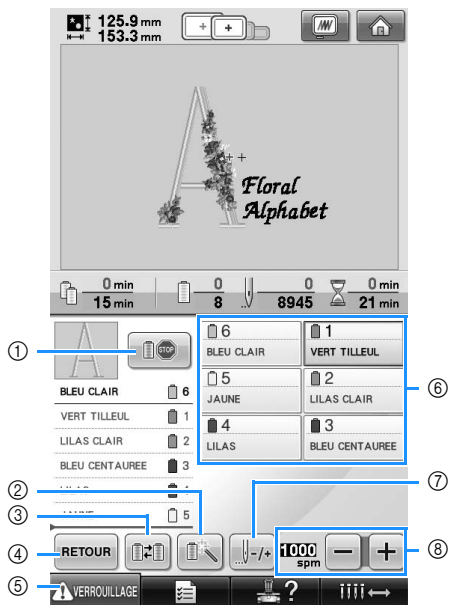 125.9 mm
153.3 mm
Floral
Alphabet
0 min 0 0 0 min
15 min 8 8945 21 min
① STOP
6 1
BLEU CLAIR VERT TILLEUL
5 2
JAUNE LILAS CLAIR
4 3
LILAS BLEU CENTAUREE
⑥
BLEU CLAIR 6
VERT TILLEUL 1
LILAS CLAIR 2
BLEU CENTAUREE 3
5
②
③
④ RETOUR
-/+
⑦
1000
spm
- +
⑧
⑤ VERROUILLAGE
?